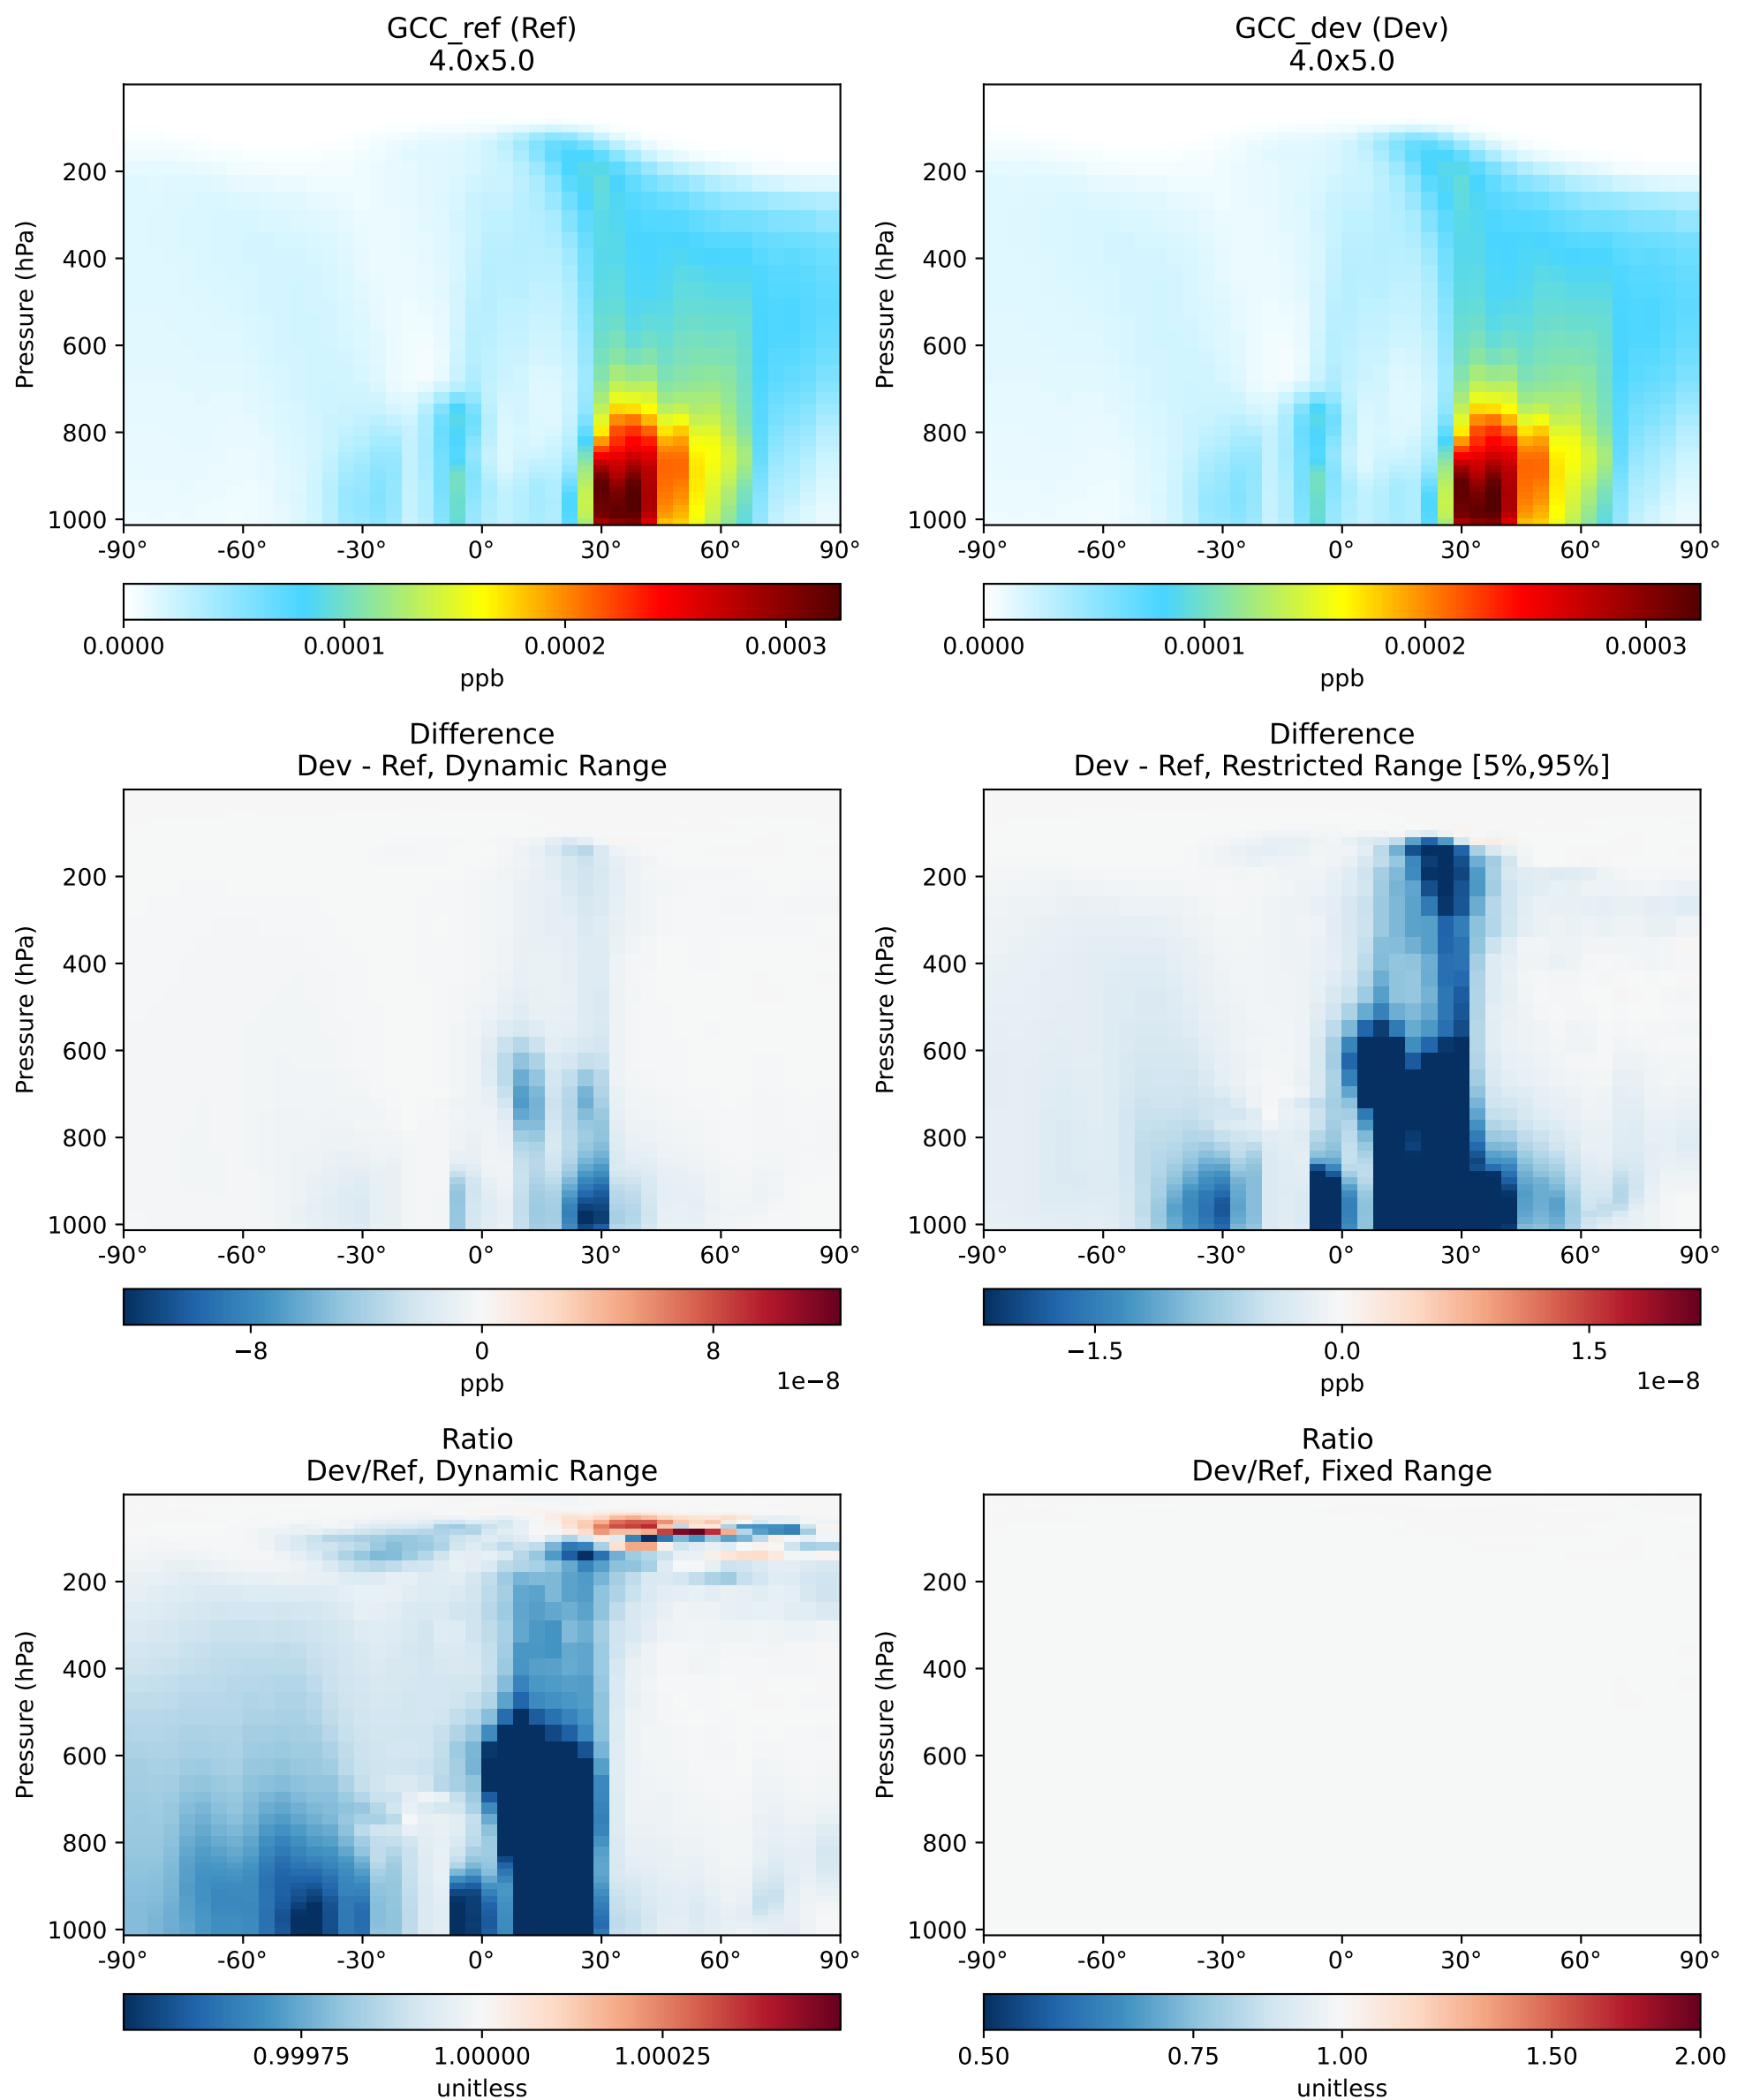 GCC_ref (Ref)
4.0x5.0
Pressure (hPa)
200
400
600
800
1000
-90° -60° -30° 0° 30° 60° 90°
0.0000 0.0001 0.0002 0.0003
ppb
GCC_dev (Dev)
4.0x5.0
Pressure (hPa)
200
400
600
800
1000
-90° -60° -30° 0° 30° 60° 90°
0.0000 0.0001 0.0002 0.0003
ppb
Difference
Dev - Ref, Dynamic Range
Pressure (hPa)
200
400
600
800
1000
-90° -60° -30° 0° 30° 60° 90°
−8 0 8
ppb
1e−8
Difference
Dev - Ref, Restricted Range [5%,95%]
Pressure (hPa)
200
400
600
800
1000
-90° -60° -30° 0° 30° 60° 90°
−1.5 0.0 1.5
ppb
1e−8
Ratio
Dev/Ref, Dynamic Range
Pressure (hPa)
200
400
600
800
1000
-90° -60° -30° 0° 30° 60° 90°
0.99975 1.00000 1.00025
unitless
Ratio
Dev/Ref, Fixed Range
Pressure (hPa)
200
400
600
800
1000
-90° -60° -30° 0° 30° 60° 90°
0.50 0.75 1.00 1.50 2.00
unitless